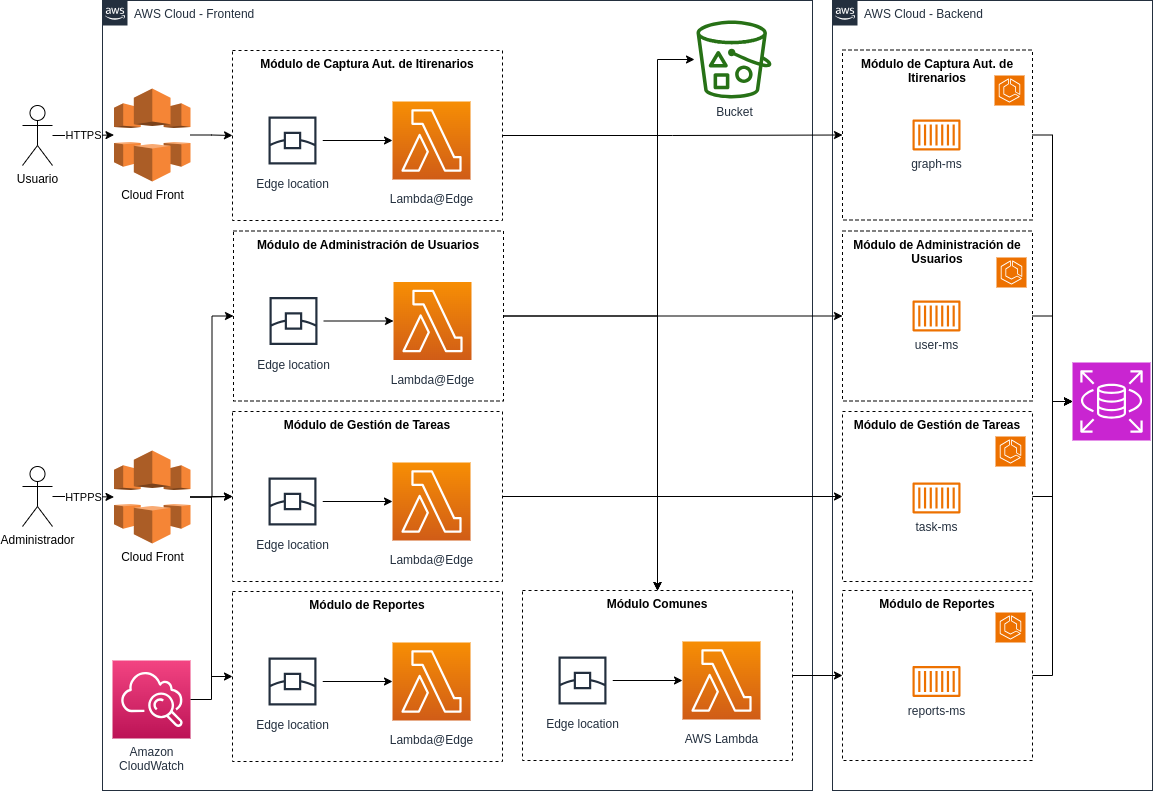 aws
AWS Cloud - Frontend
aws
AWS Cloud - Backend
Módulo de Captura Aut. de Itirenarios
Edge location
Lambda@Edge
Bucket
Módulo de Captura Aut. de
Itirenarios
graph-ms
HTTPS
Usuario
Cloud Front
Módulo de Administración de Usuarios
Edge location
Lambda@Edge
Módulo de Administración de
Usuarios
user-ms
Módulo de Gestión de Tareas
Edge location
Lambda@Edge
Módulo de Gestión de Tareas
task-ms
HTPPS
Administrador
Cloud Front
Módulo de Reportes
Edge location
Lambda@Edge
Módulo Comunes
Edge location
AWS Lambda
Módulo de Reportes
reports-ms
Amazon
CloudWatch